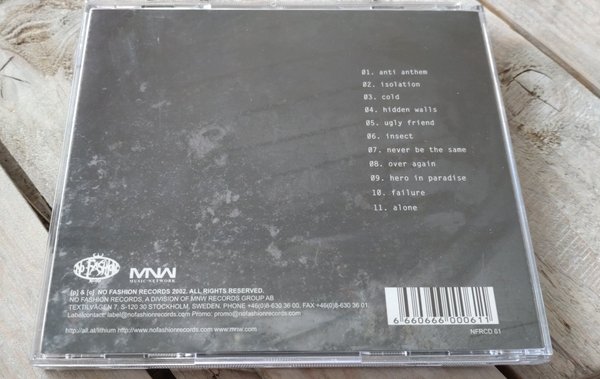 01. anti anthem
02. isolation
03. cold
04. hidden walls
05. ugly friend
06. insect
07. never be the same
08. over again
09. hero in paradise
10. failure
11. alone
NO FASHION
MNW
MUSIC NETWORK
[p] & [c] NO FASHION RECORDS 2002. ALL RIGHTS RESERVED.
NO FASHION RECORDS, A DIVISION OF MNW RECORDS GROUP AB
TEXTILVÄGEN 7, S-120 30 STOCKHOLM, SWEDEN. PHONE +46(0)8-630 36 00, FAX +46(0)8-630 36 01
Labelcontact: label@nofashionrecords.com Promo: promo@nofashionrecords.com
http://all.at/lithium http://www.nofashionrecords.com www.mnw.com
6 660666 000611
NFRCD 61